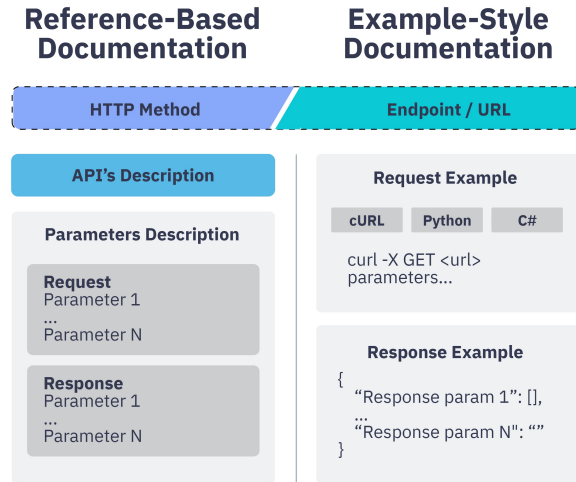 Reference-Based
Documentation
Example-Style
Documentation
HTTP Method
Endpoint / URL
API’s Description
Parameters Description
Request
Parameter 1
...
Parameter N
Response
Parameter 1
...
Parameter N
Request Example
cURL
Python
C#
curl -X GET <url>
parameters...
Response Example
{
“Response param 1”: [],
...
“Response param N": “”
}